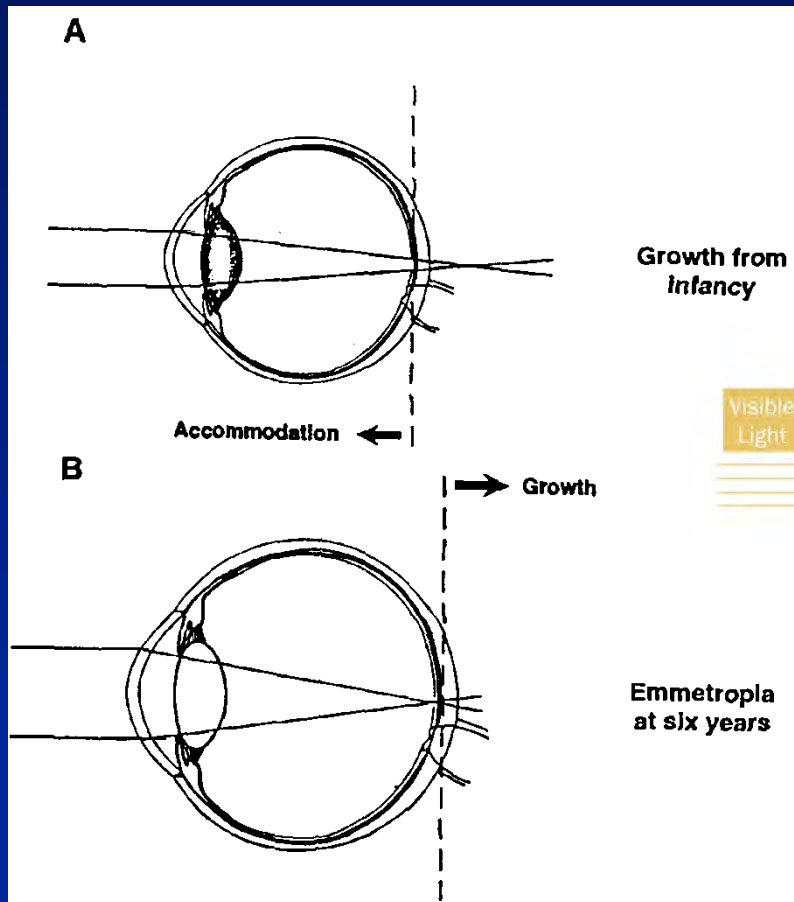 A
Growth from
infancy
Visible
Light
Accommodation
B
Growth
Emmetropia
at six years